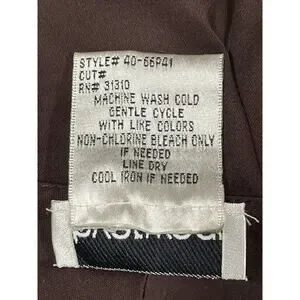 STYLE# 40-66P41
CUT#
RN# 31310
MACHINE WASH COLD
GENTLE CYCLE
WITH LIKE COLORS
NON-CHLORINE BLEACH ONLY
IF NEEDED
LINE DRY
COOL IRON IF NEEDED